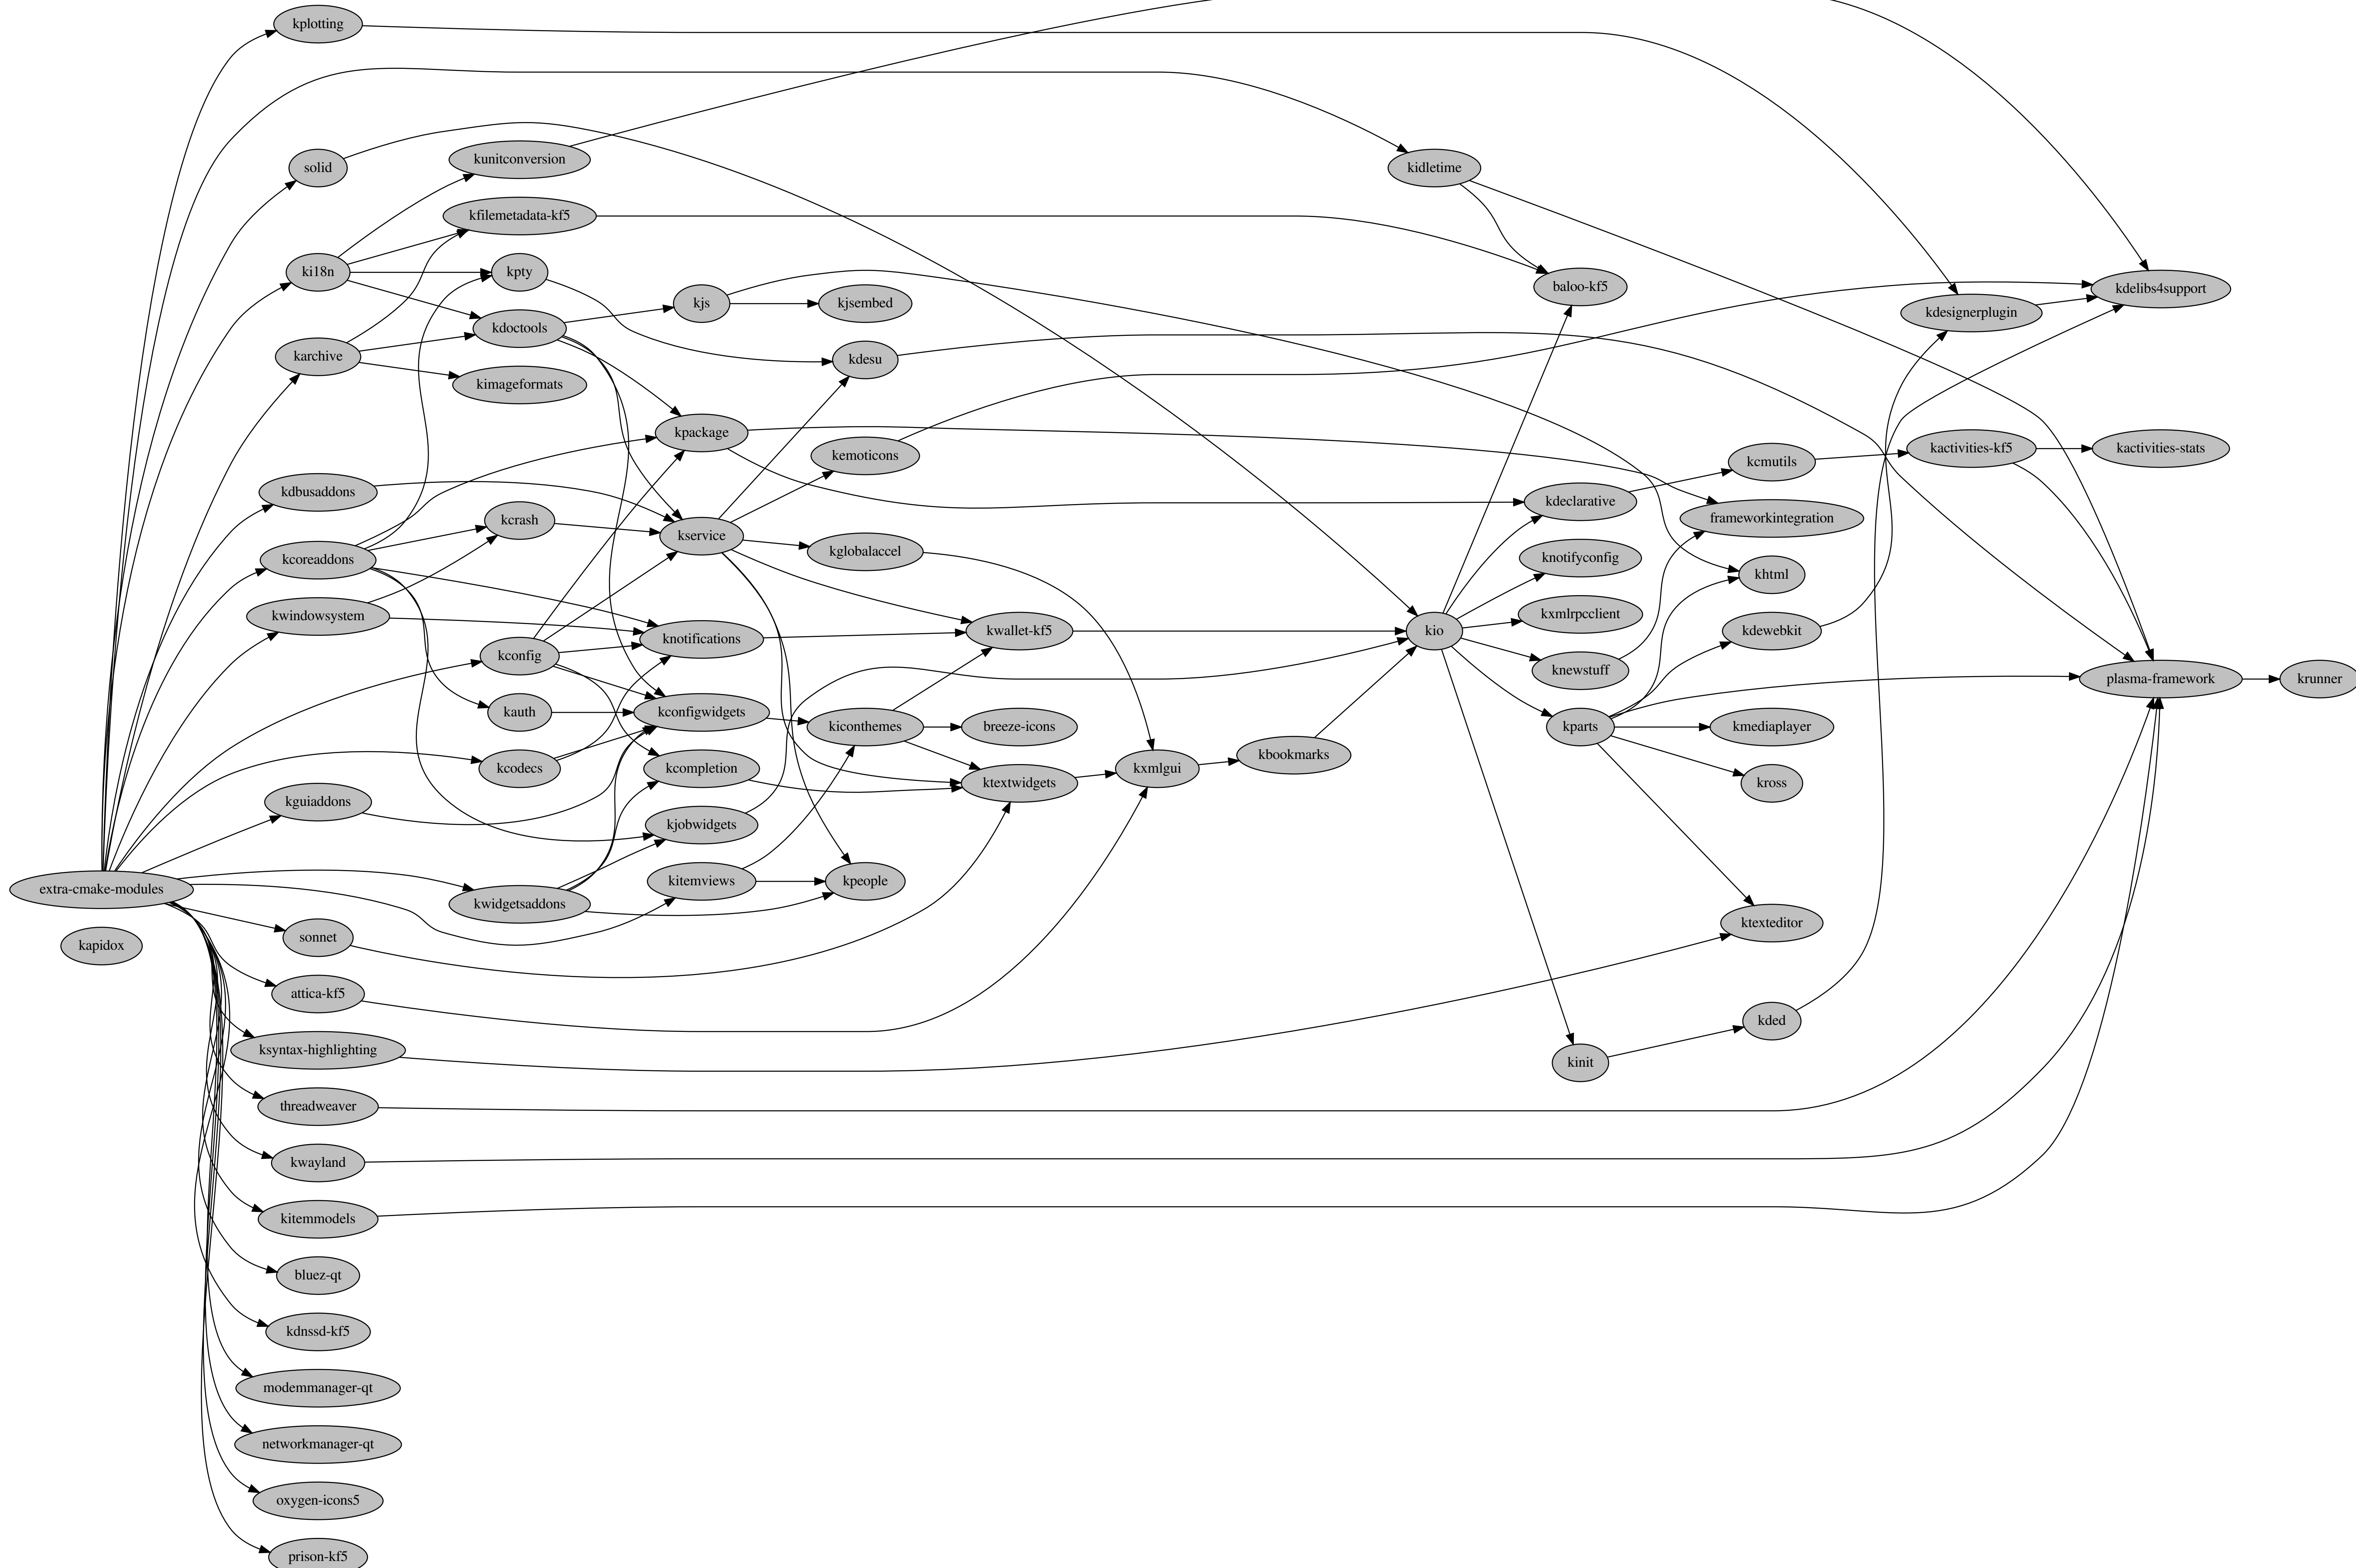 kplotting
solid
kunitconversion
kidletime
kfilemetadata-kf5
ki18n
kpty
baloo-kf5
kdelibs4support
kjs
kjsembed
kdesignerplugin
kdoctools
karchive
kdesu
kimageformats
kpackage
kemoticons
kcmutils
kactivities-kf5
kactivities-stats
kdbusaddons
kdeclarative
kcrash
frameworkintegration
kservice
kglobalaccel
kcoreaddons
knotifyconfig
khtml
kwindowsystem
kxmlrpcclient
knotifications
kwallet-kf5
kio
kdewebkit
kconfig
knewstuff
plasma-framework
krunner
kauth
kconfigwidgets
kiconthemes
breeze-icons
kparts
kmediaplayer
kcodecs
kcompletion
ktextwidgets
kxmlgui
kbookmarks
kross
kguiaddons
kjobwidgets
extra-cmake-modules
kitemviews
kpeople
kwidgetsaddons
ktexteditor
sonnet
kapidox
attica-kf5
kded
ksyntax-highlighting
kinit
threadweaver
kwayland
kitemmodels
bluez-qt
kdnssd-kf5
modemmanager-qt
networkmanager-qt
oxygen-icons5
prison-kf5